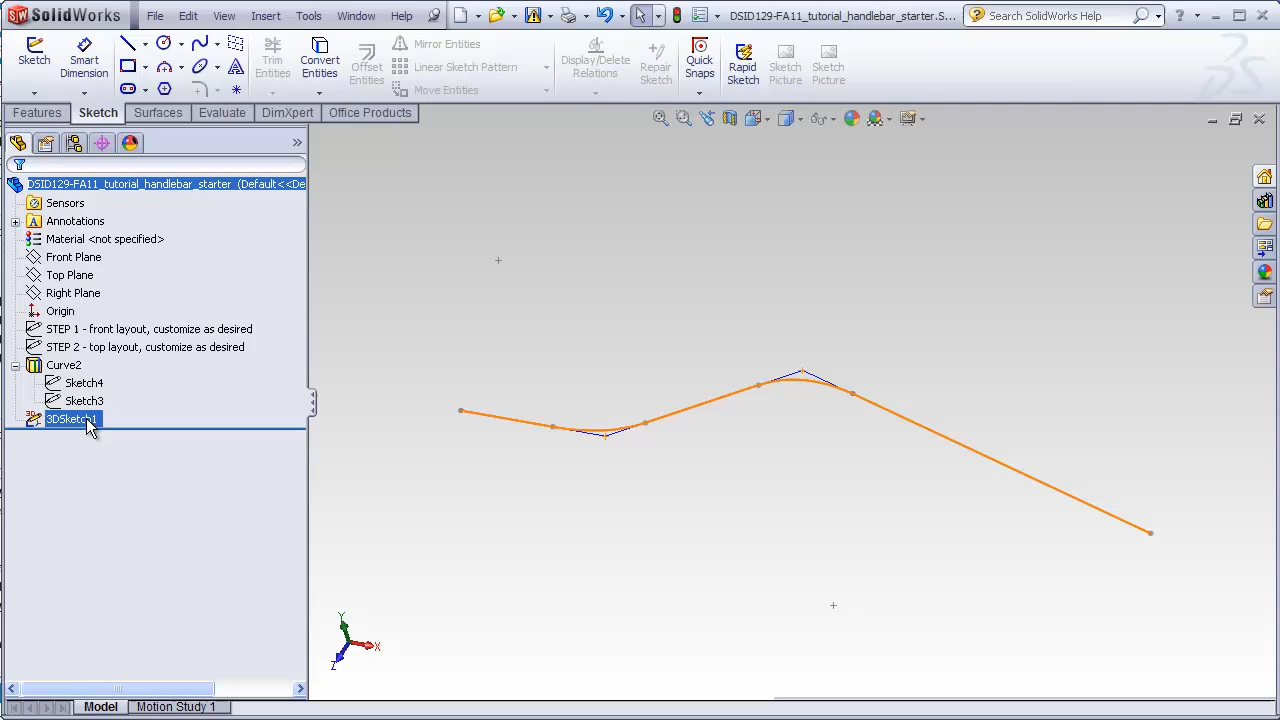 SolidWorks File Edit View Insert Tools Window Help DSID129-FA11_tutorial_handlebar_starter.S... Search SolidWorks Help
Sketch Smart Dimension Trim Entities Convert Entities Offset Entities Mirror Entities Linear Sketch Pattern Move Entities Display/Delete Relations Repair Sketch Quick Snaps Rapid Sketch Sketch Picture Sketch Picture
Features Sketch Surfaces Evaluate DimXpert Office Products
DSID129-FA11_tutorial_handlebar_starter (Default<<De
Sensors
Annotations
Material <not specified>
Front Plane
Top Plane
Right Plane
Origin
STEP 1 - front layout, customize as desired
STEP 2 - top layout, customize as desired
Curve2
Sketch4
Sketch3
3DSketch1
Y
X
Z
Model Motion Study 1